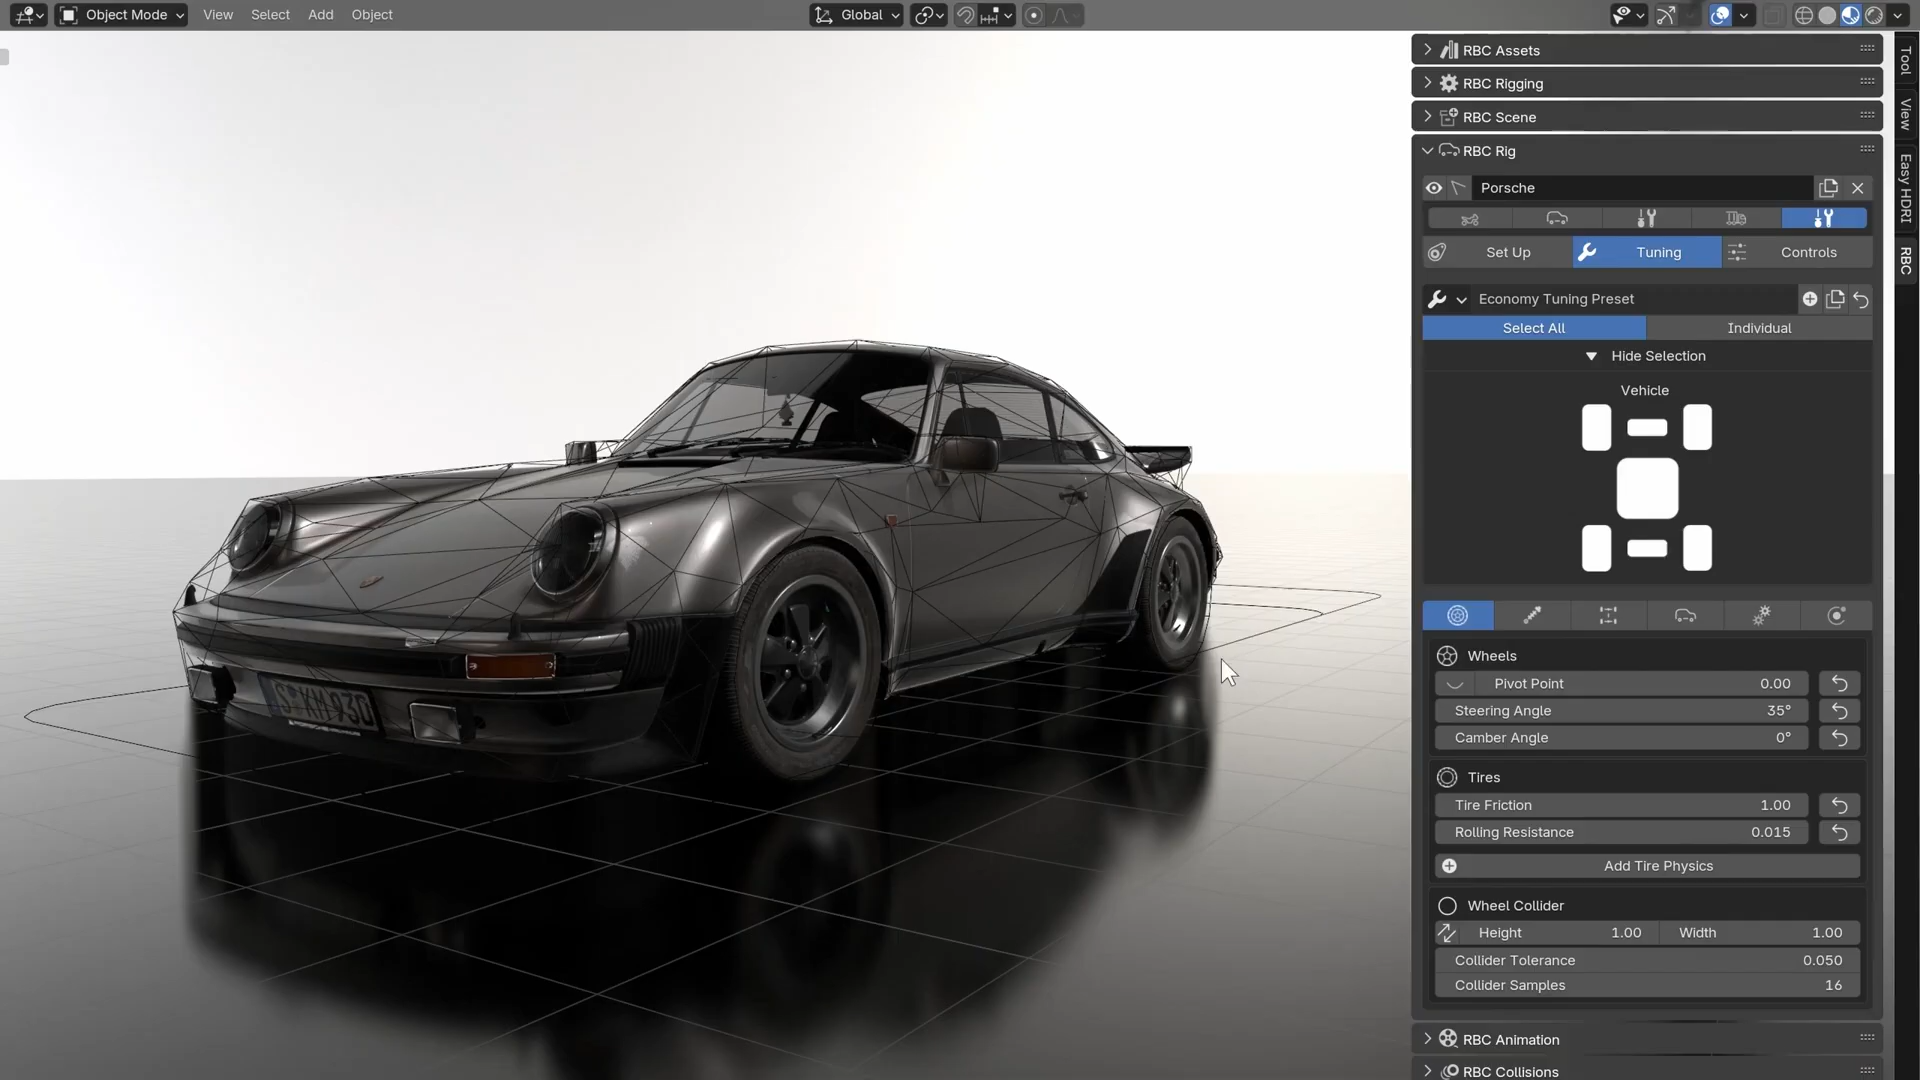 Object Mode View Select Add Object Global
RBC Assets
RBC Rigging
RBC Scene
RBC Rig
Porsche
Set Up Tuning Controls
Economy Tuning Preset
Select All Individual
Hide Selection
Vehicle
Wheels
Pivot Point 0.00
Steering Angle 35°
Camber Angle 0°
Tires
Tire Friction 1.00
Rolling Resistance 0.015
Add Tire Physics
Wheel Collider
Height 1.00 Width 1.00
Collider Tolerance 0.050
Collider Samples 16
RBC Animation
RBC Collisions
Tool
View
Easy HDRI
RBC